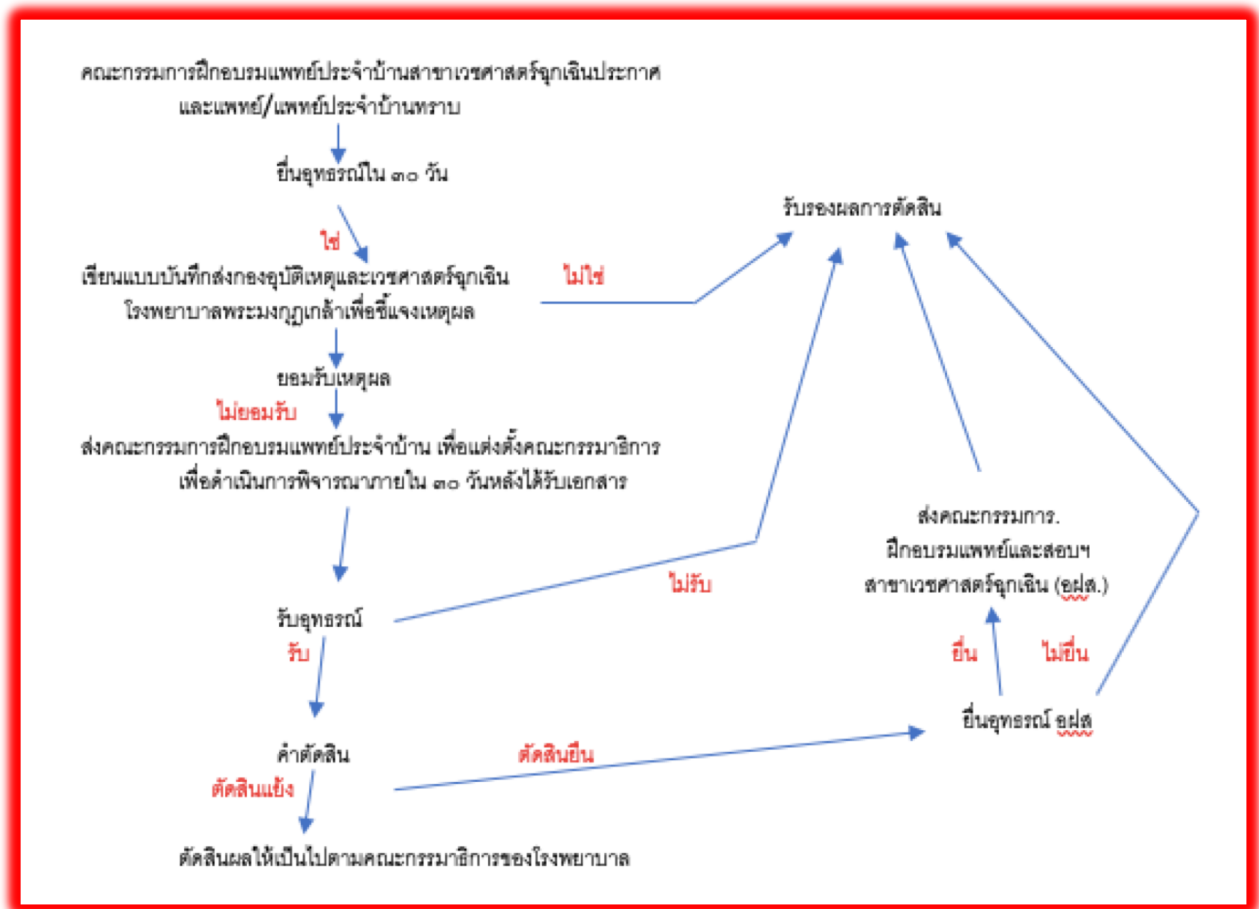 คณะกรรมการฝึกอบรมแพทย์ประจำบ้านสาขาเวชศาสตร์ฉุกเฉินประกาศ
และแพทย์/แพทย์ประจำบ้านทราบ
ยื่นอุทธรณ์ใน ๓๐ วัน
รับรองผลการตัดสิน
ใช่
เขียนแบบบันทึกส่งกองอุบัติเหตุและเวชศาสตร์ฉุกเฉิน
ไม่ใช่
โรงพยาบาลพระมงกุฎเกล้าเพื่อชี้แจงเหตุผล
ยอมรับเหตุผล
ไม่ยอมรับ
ส่งคณะกรรมการฝึกอบรมแพทย์ประจำบ้าน เพื่อแต่งตั้งคณะกรรมาธิการ
เพื่อดำเนินการพิจารณาภายใน ๓๐ วันหลังได้รับเอกสาร
ส่งคณะกรรมการ.
ฝึกอบรมแพทย์และสอบฯ
สาขาเวชศาสตร์ฉุกเฉิน (อฝส.)
ไม่รับ
รับอุทธรณ์
รับ
ยื่น
ไม่ยื่น
ยื่นอุทธรณ์ อฝส
คำตัดสิน
ตัดสินยืน
ตัดสินแย้ง
ตัดสินผลให้เป็นไปตามคณะกรรมาธิการของโรงพยาบาล